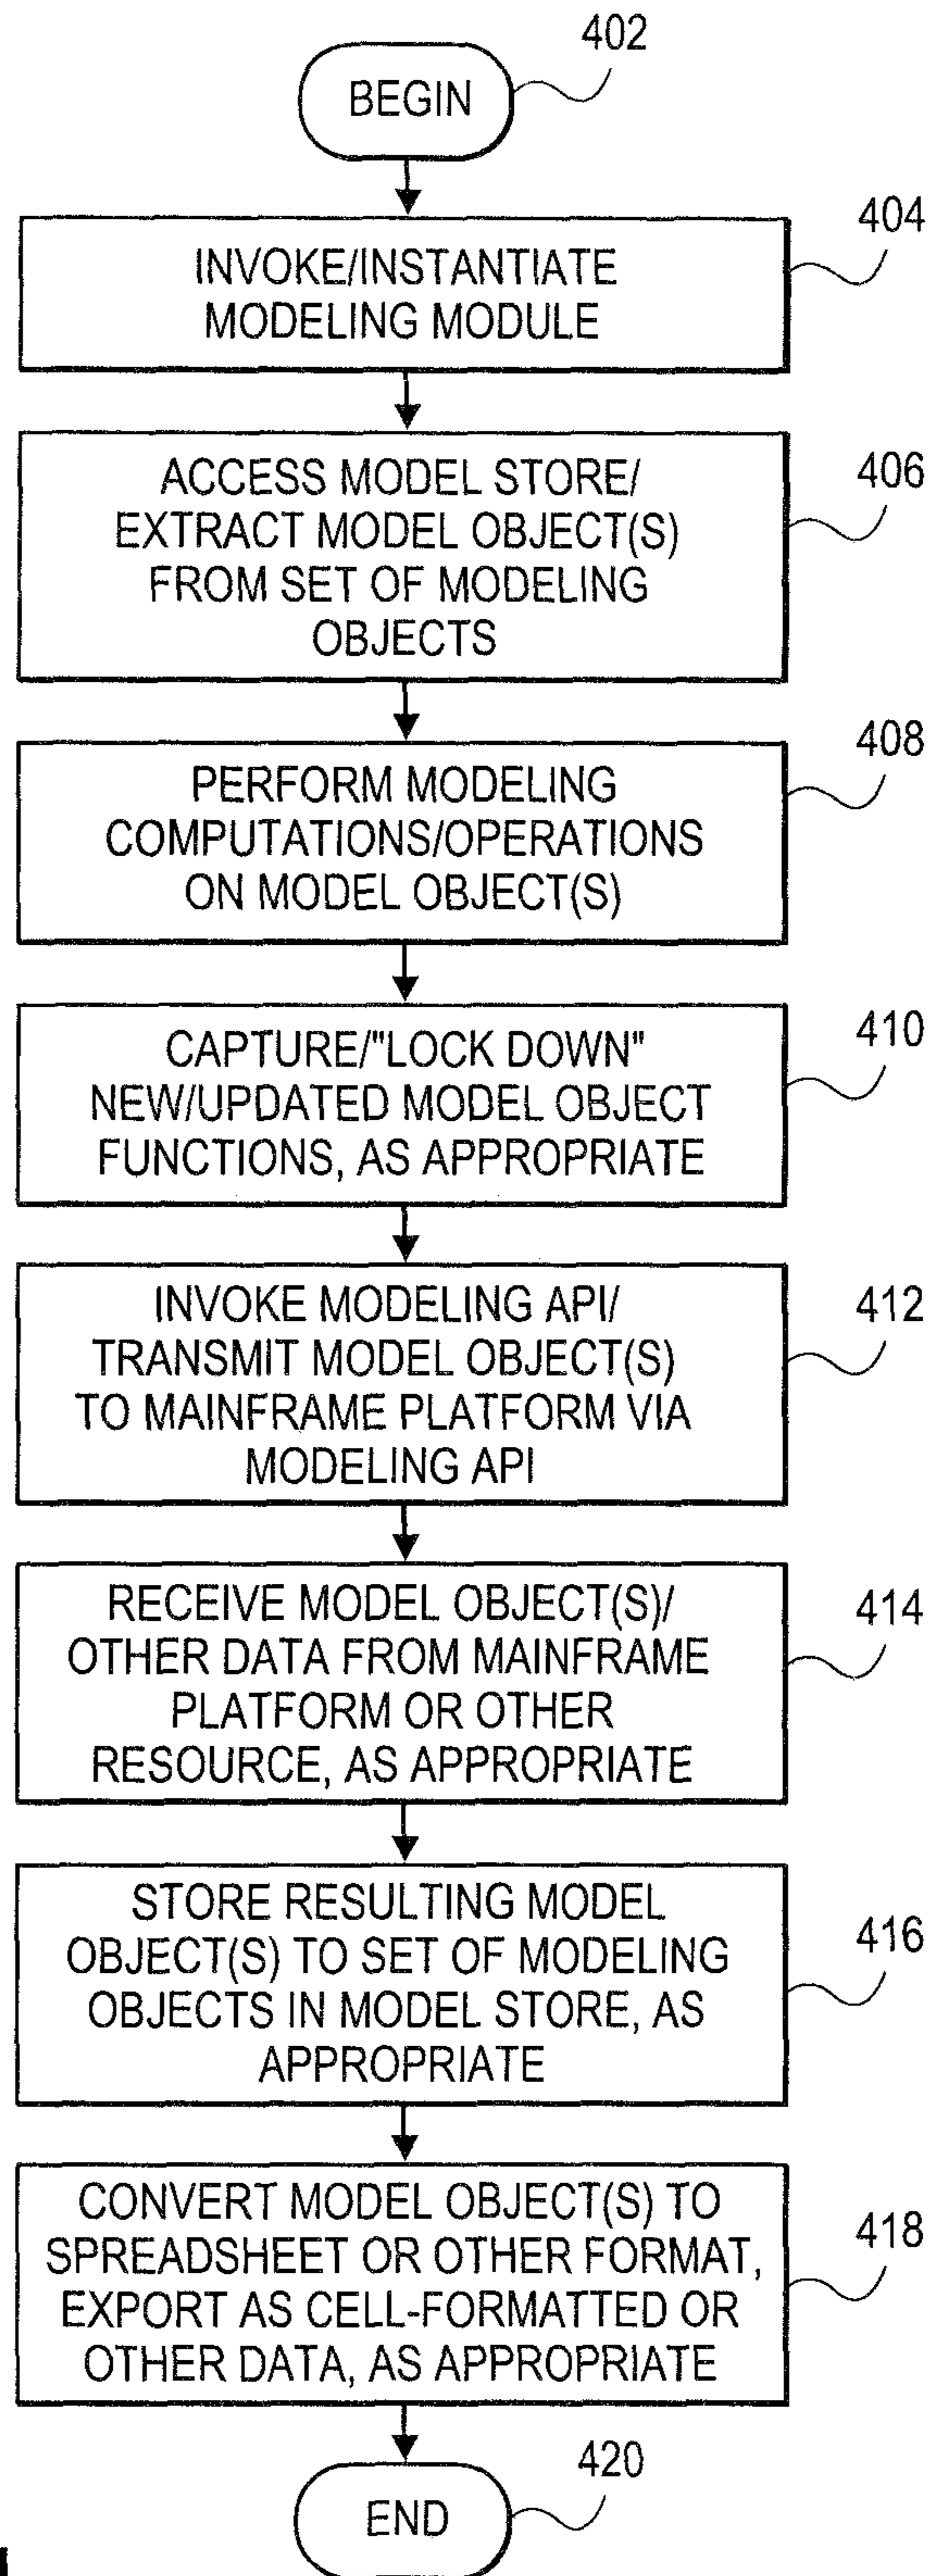 402
BEGIN
404
INVOKE/INSTANTIATE
MODELING MODULE
406
ACCESS MODEL STORE/
EXTRACT MODEL OBJECT(S)
FROM SET OF MODELING
OBJECTS
408
PERFORM MODELING
COMPUTATIONS/OPERATIONS
ON MODEL OBJECT(S)
410
CAPTURE/"LOCK DOWN"
NEW/UPDATED MODEL OBJECT
FUNCTIONS, AS APPROPRIATE
412
INVOKE MODELING API/
TRANSMIT MODEL OBJECT(S)
TO MAINFRAME PLATFORM VIA
MODELING API
414
RECEIVE MODEL OBJECT(S)/
OTHER DATA FROM MAINFRAME
PLATFORM OR OTHER
RESOURCE, AS APPROPRIATE
416
STORE RESULTING MODEL
OBJECT(S) TO SET OF MODELING
OBJECTS IN MODEL STORE, AS
APPROPRIATE
418
CONVERT MODEL OBJECT(S) TO
SPREADSHEET OR OTHER FORMAT,
EXPORT AS CELL-FORMATTED OR
OTHER DATA, AS APPROPRIATE
420
END